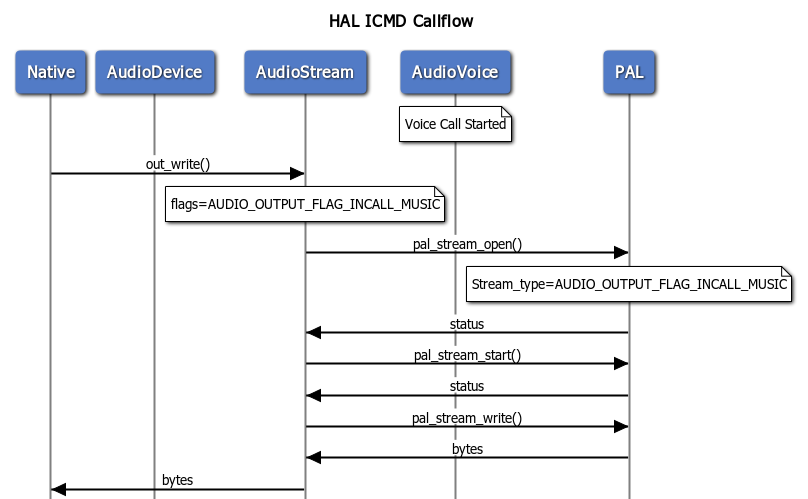 HAL ICMD Callflow
Native
AudioDevice
AudioStream
AudioVoice
PAL
Voice Call Started
out_write()
flags=AUDIO_OUTPUT_FLAG_INCALL_MUSIC
pal_stream_open()
Stream_type=AUDIO_OUTPUT_FLAG_INCALL_MUSIC
status
pal_stream_start()
status
pal_stream_write()
bytes
bytes